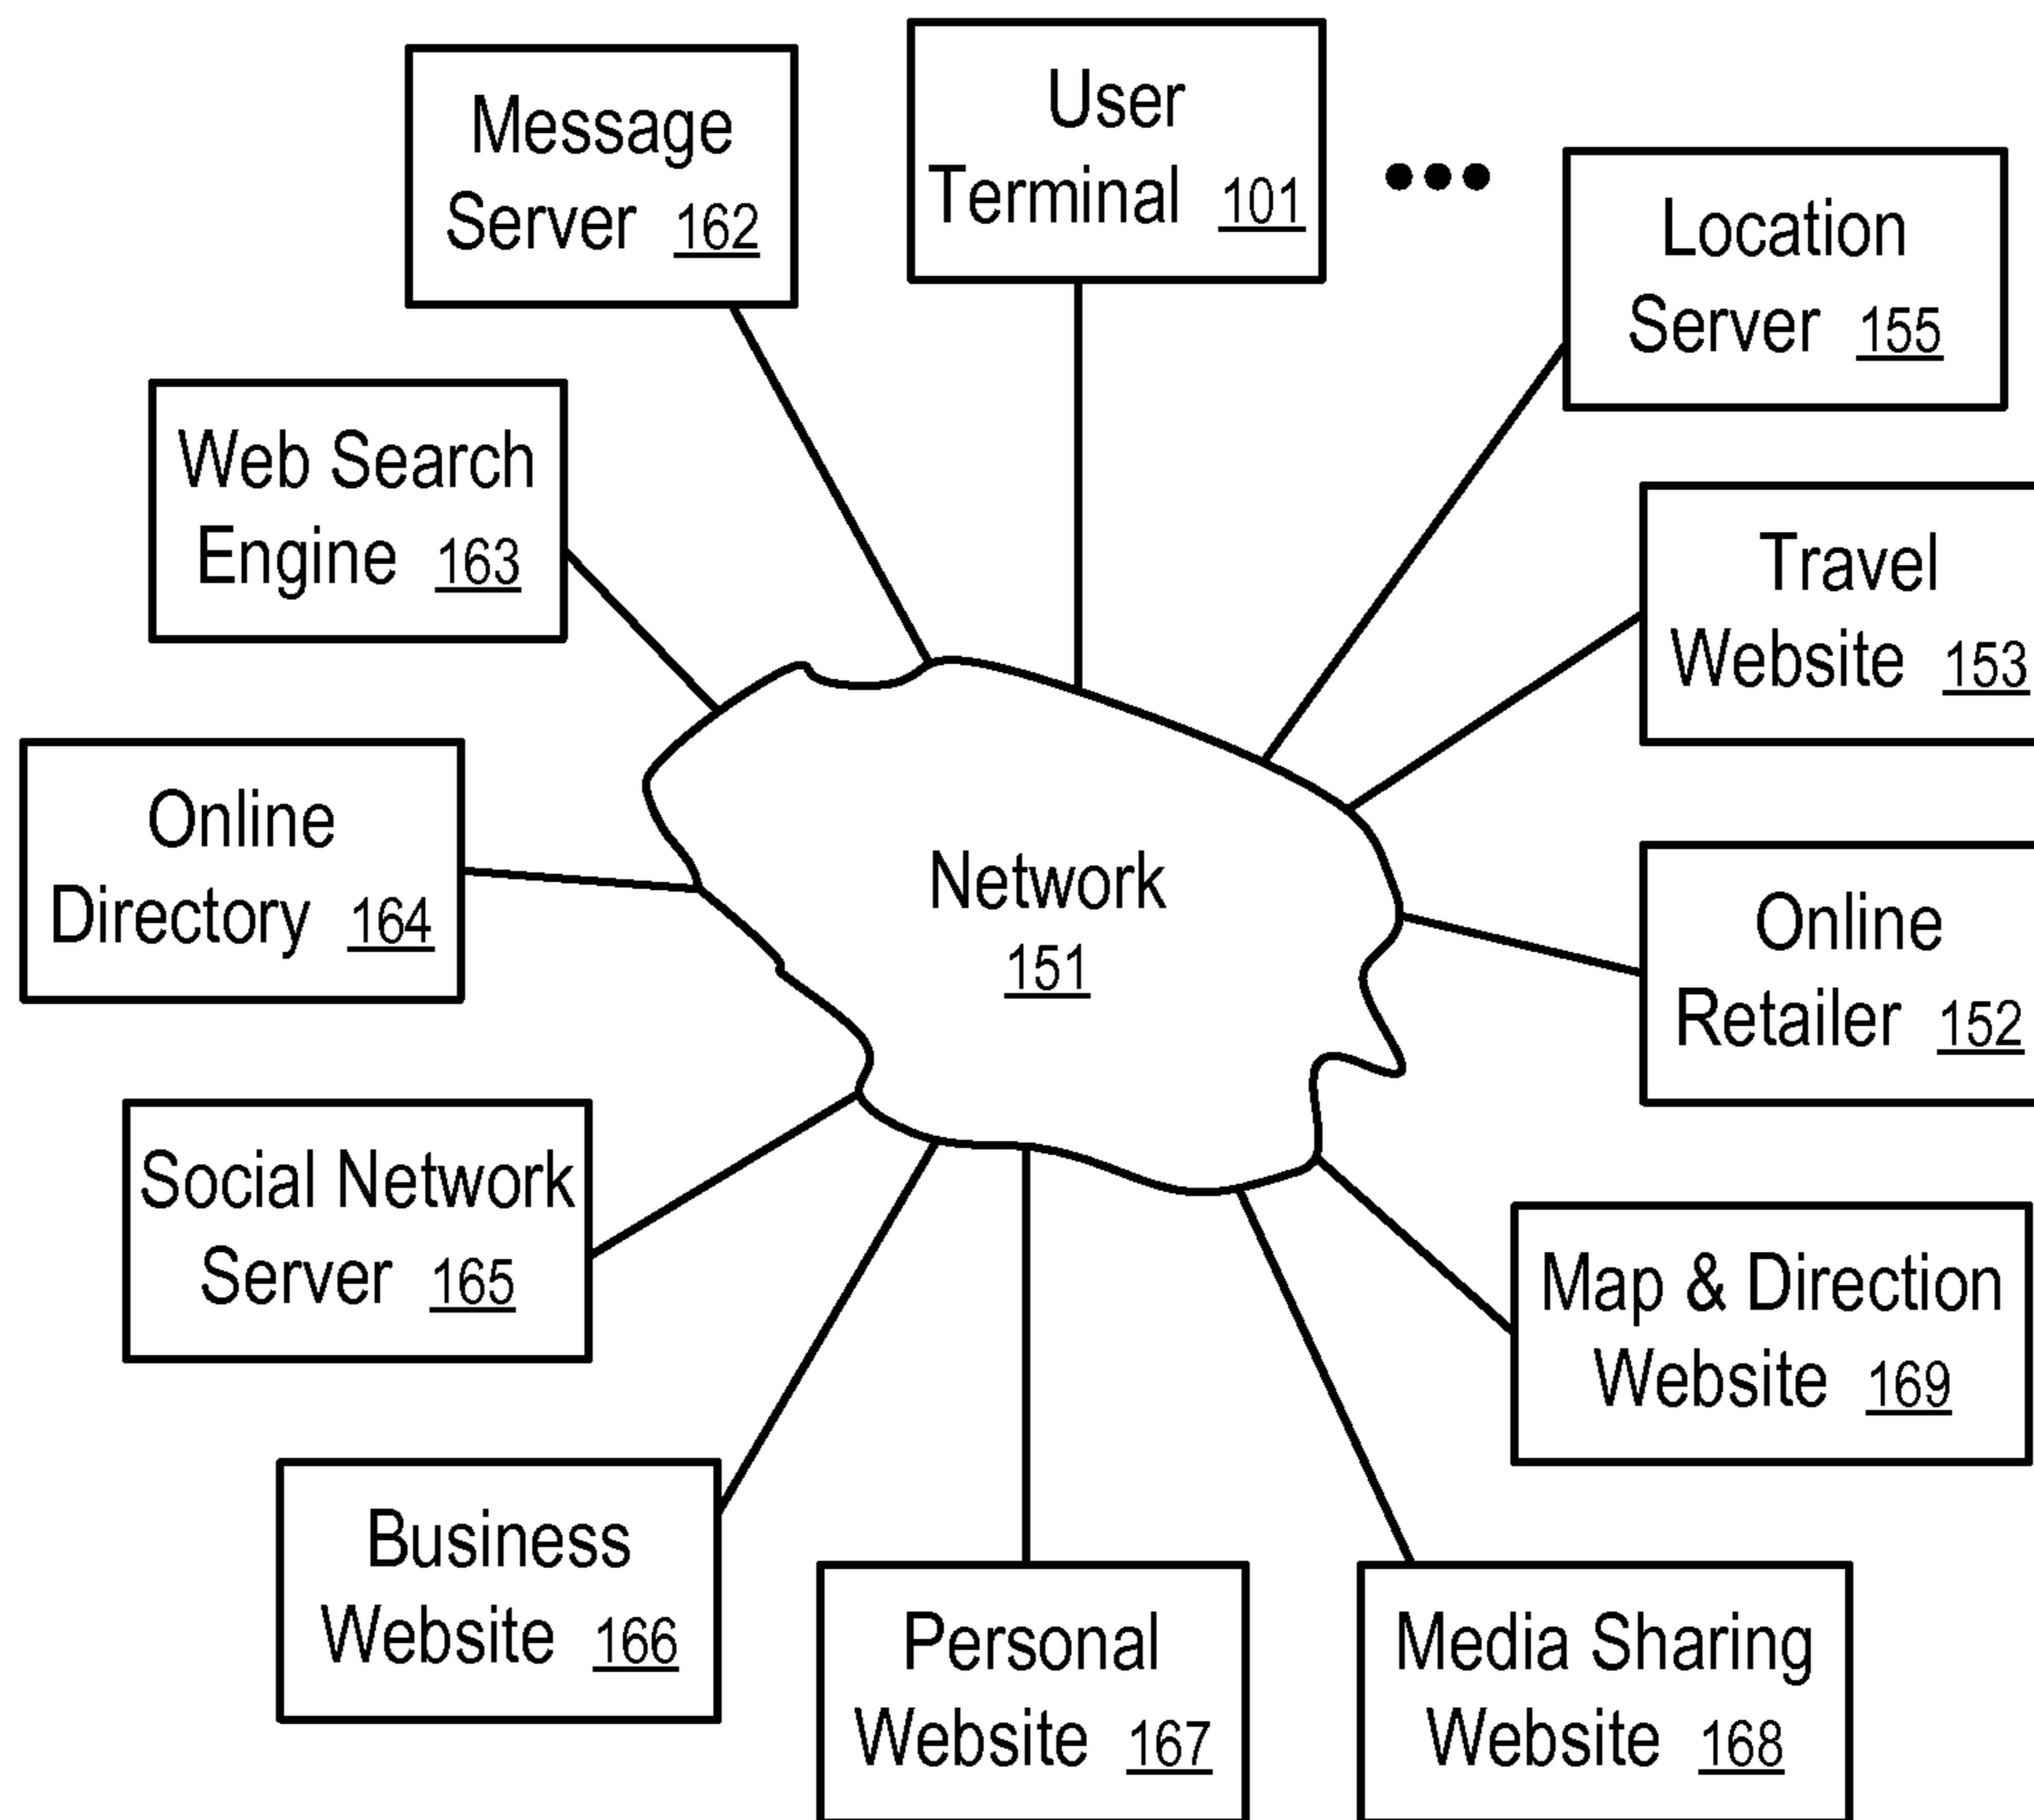 Message
Server 162
User
Terminal 101
Location
Server 155
Web Search
Engine 163
Travel
Website 153
Online
Directory 164
Network
151
Online
Retailer 152
Social Network
Server 165
Map & Direction
Website 169
Business
Website 166
Personal
Website 167
Media Sharing
Website 168